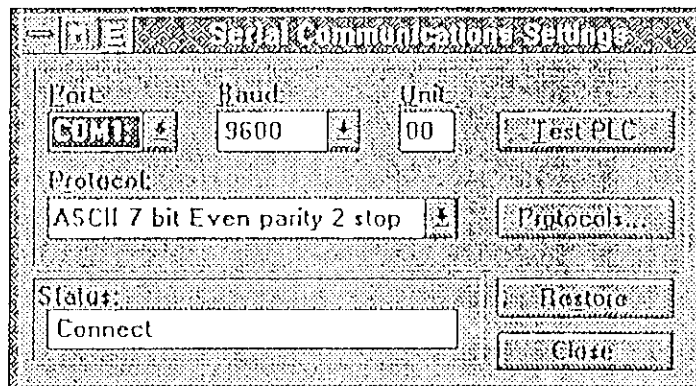 Serial Communications Settings
Port: Baud: Unit:
COM1: 9600 00 Test PLC
Protocol:
ASCII 7 bit Even parity 2 stop Protocols...
Status: Restore
Connect
Close